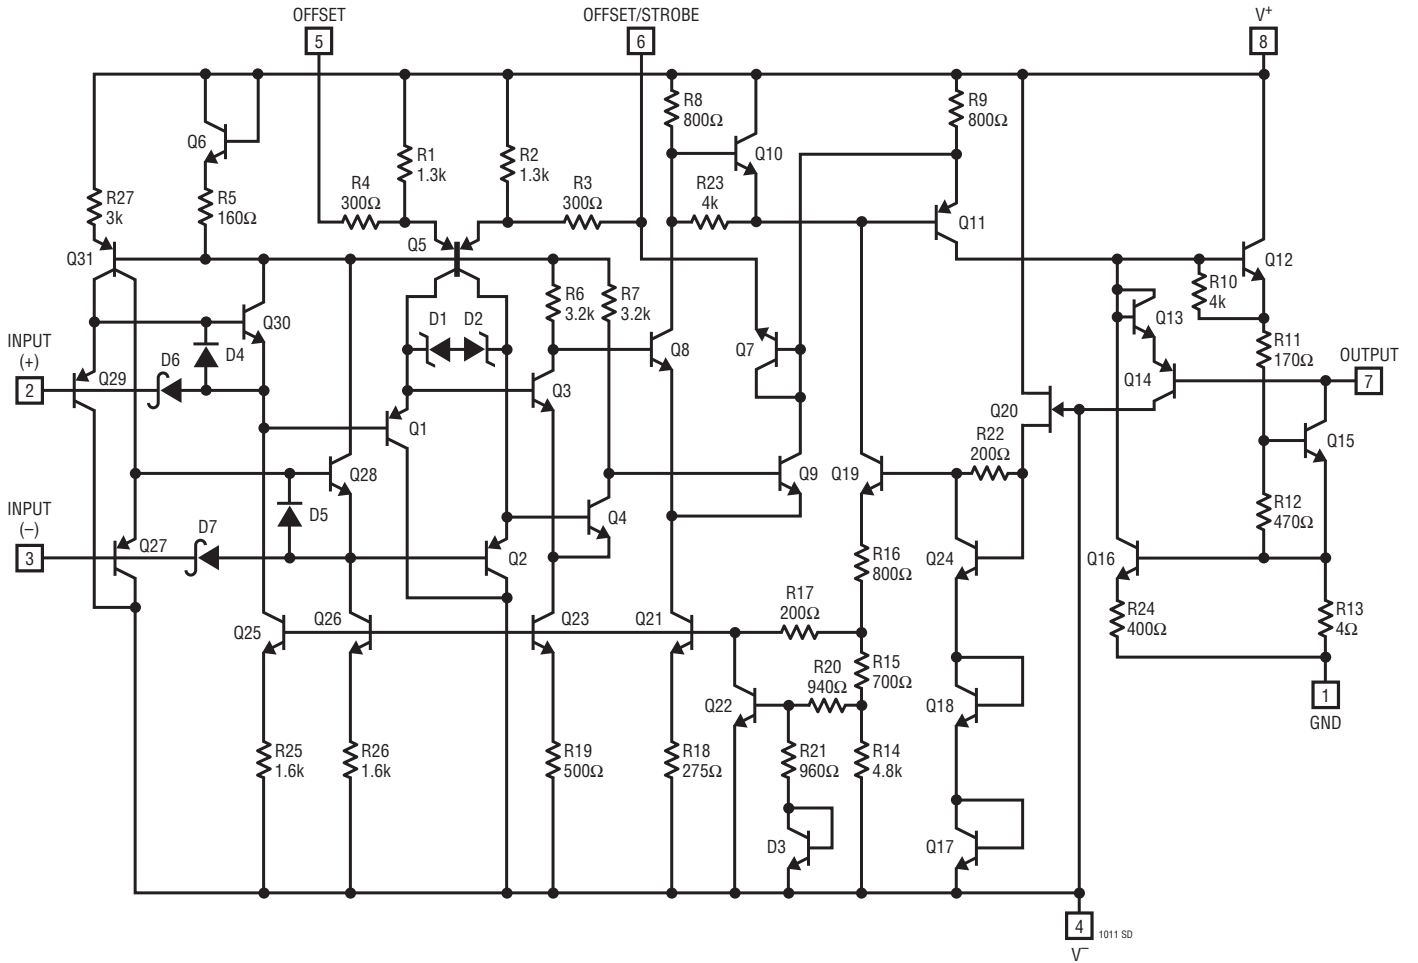 OFFSET
5
OFFSET/STROBE
6
V+
8
Q6
R5
160Ω
R27
3k
Q31
R4
300Ω
R1
1.3k
R2
1.3k
R3
300Ω
Q5
R8
800Ω
Q10
R23
4k
R9
800Ω
Q11
Q12
R10
4k
Q30
D4
D6
INPUT
(+)
2
Q29
D1
D2
R6
3.2k
R7
3.2k
Q8
Q7
Q13
Q14
R11
170Ω
OUTPUT
7
Q3
Q1
Q20
R22
200Ω
Q15
Q28
Q9
Q19
R12
470Ω
INPUT
(–)
3
Q27
D7
D5
Q2
Q4
Q24
Q16
R16
800Ω
R24
400Ω
R13
4Ω
Q25
Q26
Q23
Q21
R17
200Ω
R15
700Ω
R20
940Ω
Q22
Q18
1
GND
R25
1.6k
R26
1.6k
R19
500Ω
R18
275Ω
R21
960Ω
R14
4.8k
D3
Q17
4
V–
1011 SD